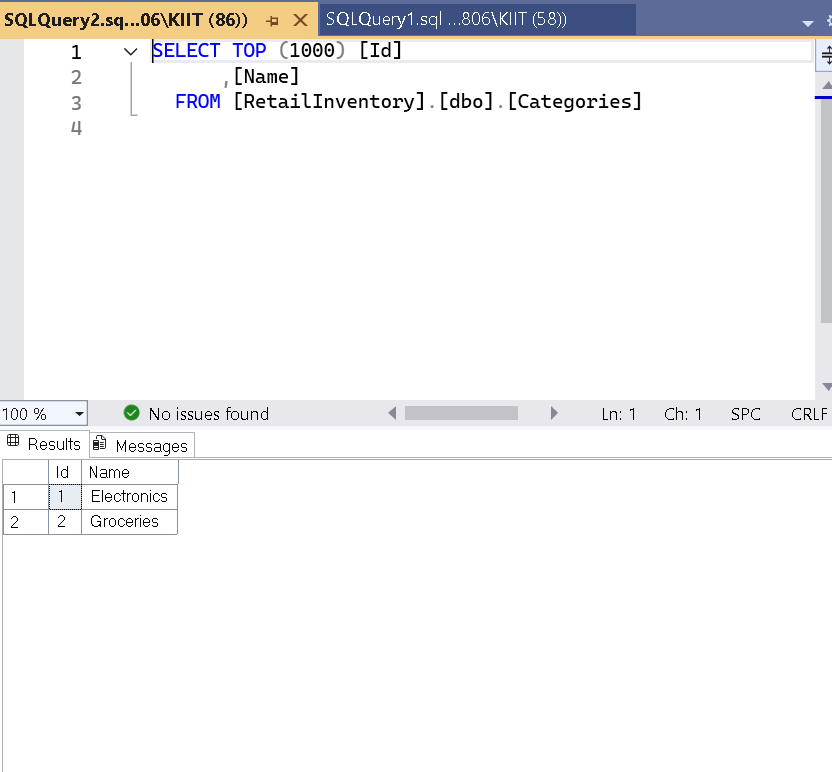 SQLQuery2.sq...06\KIIT (86)) SQLQuery1.sql ...806\KIIT (58))
1 SELECT TOP (1000) [Id]
2 ,[Name]
3 FROM [RetailInventory].[dbo].[Categories]
4
100 % No issues found Ln: 1 Ch: 1 SPC CRLF
Results Messages
Id Name
1 1 Electronics
2 2 Groceries